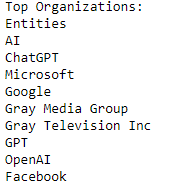 Top Organizations:
Entities
AI
ChatGPT
Microsoft
Google
Gray Media Group
Gray Television Inc
GPT
OpenAI
Facebook